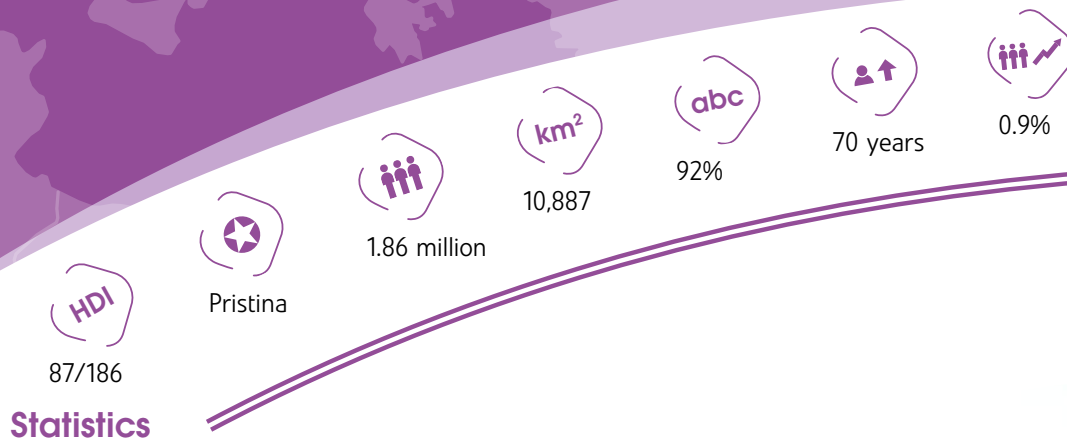 HDI
87/186
Pristina
1.86 million
km²
10,887
abc
92%
70 years
0.9%
Statistics